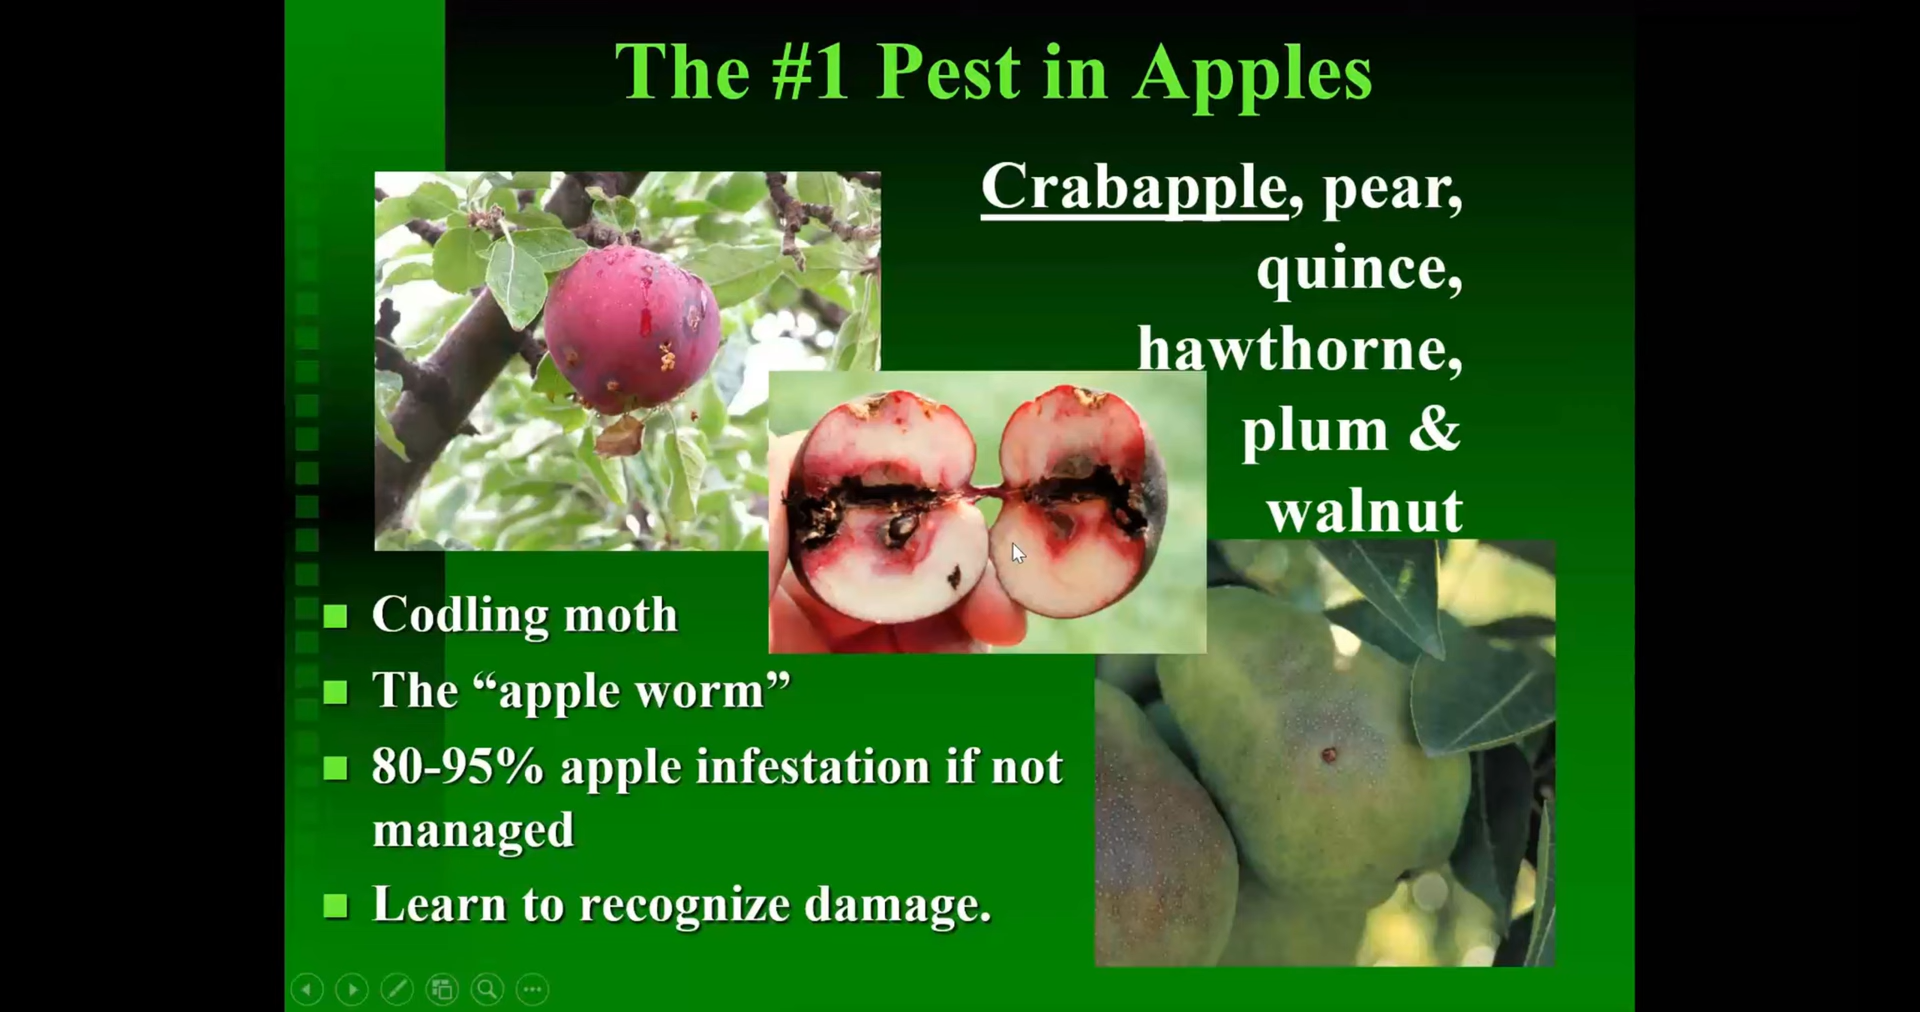 The #1 Pest in Apples
Crabapple, pear,
quince,
hawthorne,
plum &
walnut
Codling moth
The “apple worm”
80-95% apple infestation if not
managed
Learn to recognize damage.